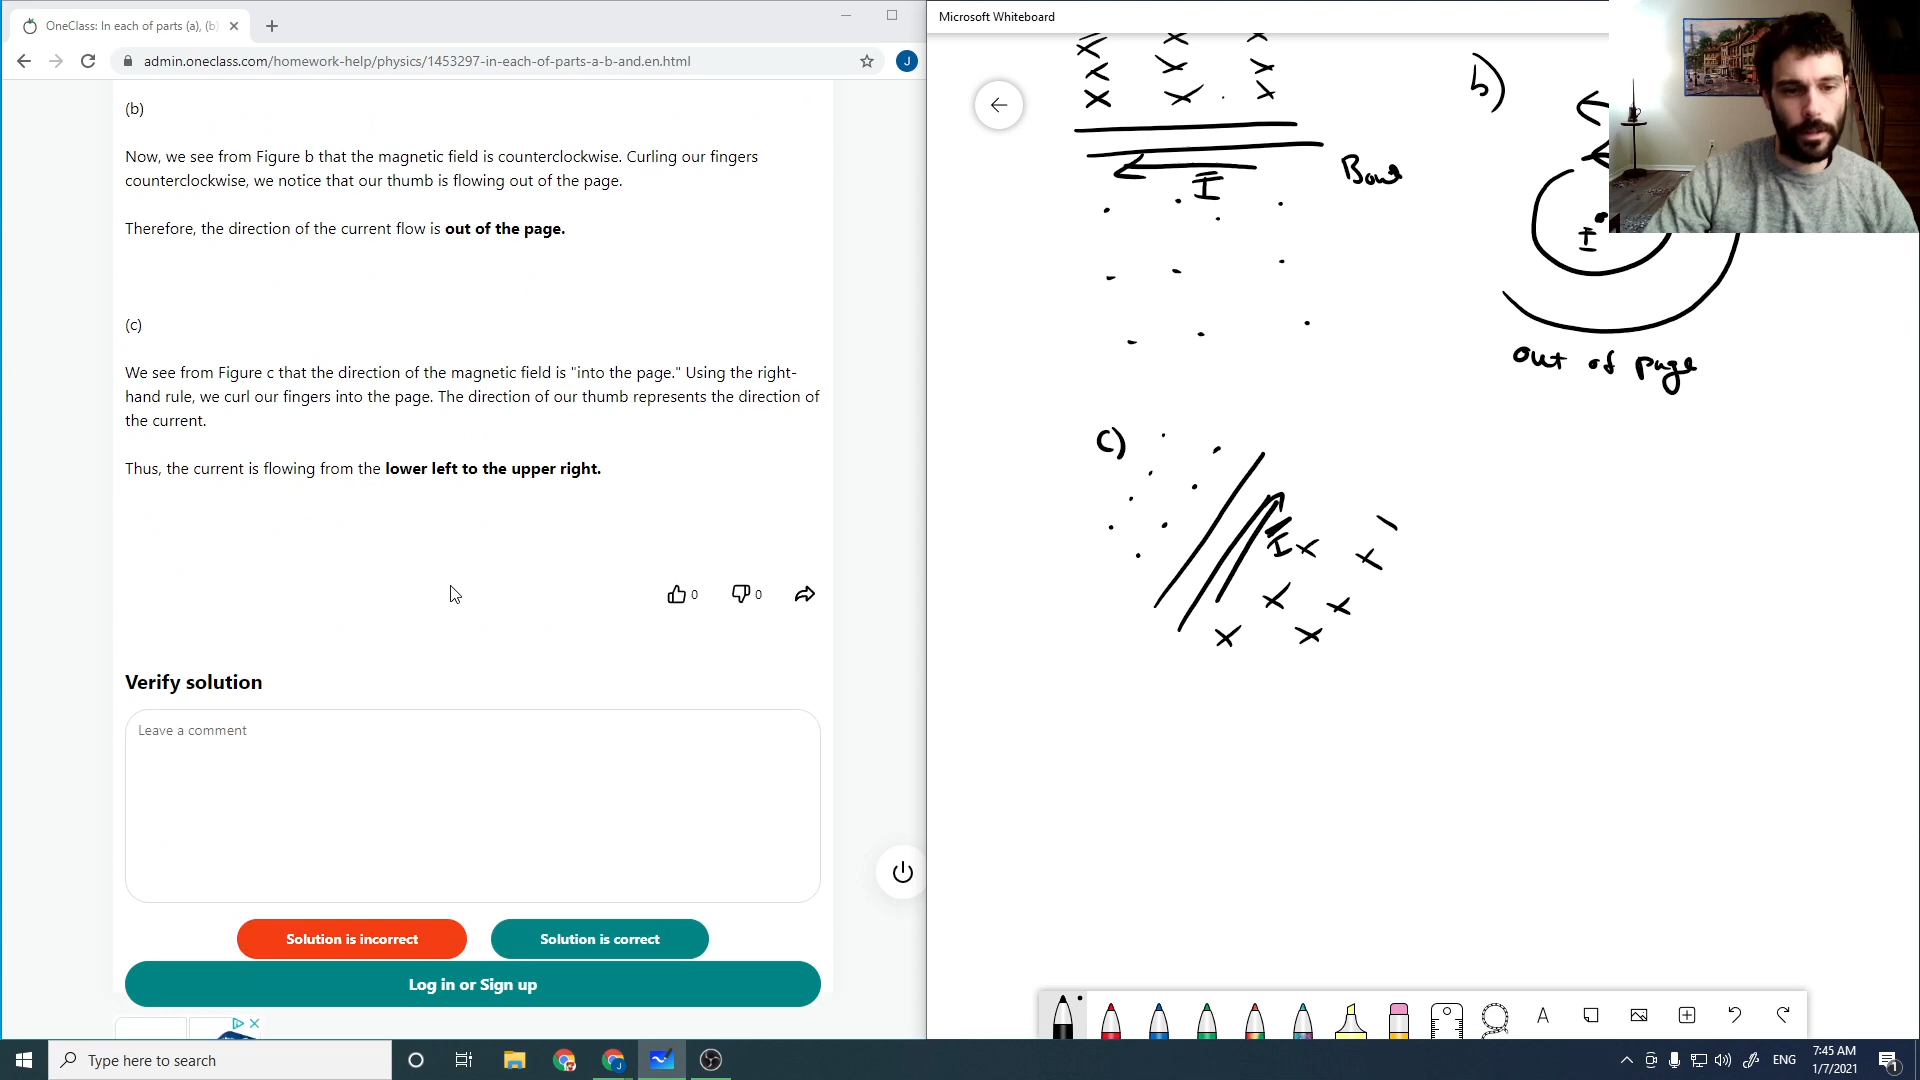 OneClass: In each of parts (a), (b)
admin.oneclass.com/homework-help/physics/1453297-in-each-of-parts-a-b-and.en.html
J
(b)
Now, we see from Figure b that the magnetic field is counterclockwise. Curling our fingers
counterclockwise, we notice that our thumb is flowing out of the page.
Therefore, the direction of the current flow is out of the page.
(c)
We see from Figure c that the direction of the magnetic field is "into the page." Using the right-
hand rule, we curl our fingers into the page. The direction of our thumb represents the direction of
the current.
Thus, the current is flowing from the lower left to the upper right.
0
0
Verify solution
Leave a comment
Solution is incorrect
Solution is correct
Log in or Sign up
Microsoft Whiteboard
I
b)
I
out of page
c)
I
Type here to search
ENG
7:45 AM
1/7/2021
1